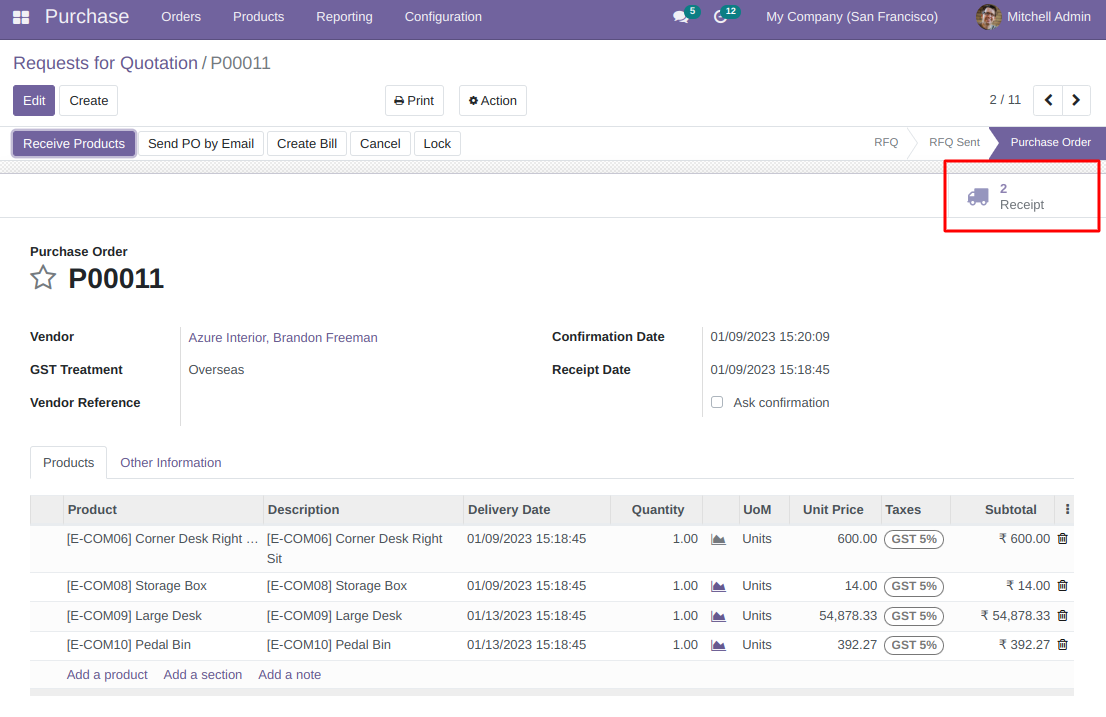 Purchase Orders Products Reporting Configuration 5 12 My Company (San Francisco) Mitchell Admin
Requests for Quotation / P00011
Edit Create Print Action 2 / 11
Receive Products Send PO by Email Create Bill Cancel Lock RFQ RFQ Sent Purchase Order
2
Receipt
Purchase Order
P00011
Vendor Azure Interior, Brandon Freeman Confirmation Date 01/09/2023 15:20:09
GST Treatment Overseas Receipt Date 01/09/2023 15:18:45
Vendor Reference Ask confirmation
Products Other Information
Product Description Delivery Date Quantity UoM Unit Price Taxes Subtotal
[E-COM06] Corner Desk Right ... [E-COM06] Corner Desk Right 01/09/2023 15:18:45 1.00 Units 600.00 GST 5% ₹ 600.00
Sit
[E-COM08] Storage Box [E-COM08] Storage Box 01/09/2023 15:18:45 1.00 Units 14.00 GST 5% ₹ 14.00
[E-COM09] Large Desk [E-COM09] Large Desk 01/13/2023 15:18:45 1.00 Units 54,878.33 GST 5% ₹ 54,878.33
[E-COM10] Pedal Bin [E-COM10] Pedal Bin 01/13/2023 15:18:45 1.00 Units 392.27 GST 5% ₹ 392.27
Add a product Add a section Add a note